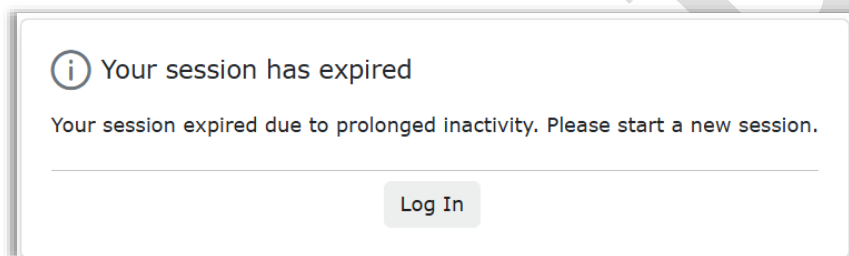 Your session has expired
Your session expired due to prolonged inactivity. Please start a new session.
Log In